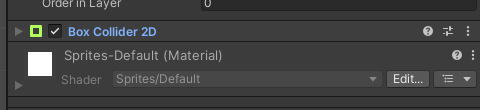 Order in Layer 0
Box Collider 2D
Sprites-Default (Material)
Shader Sprites/Default Edit...